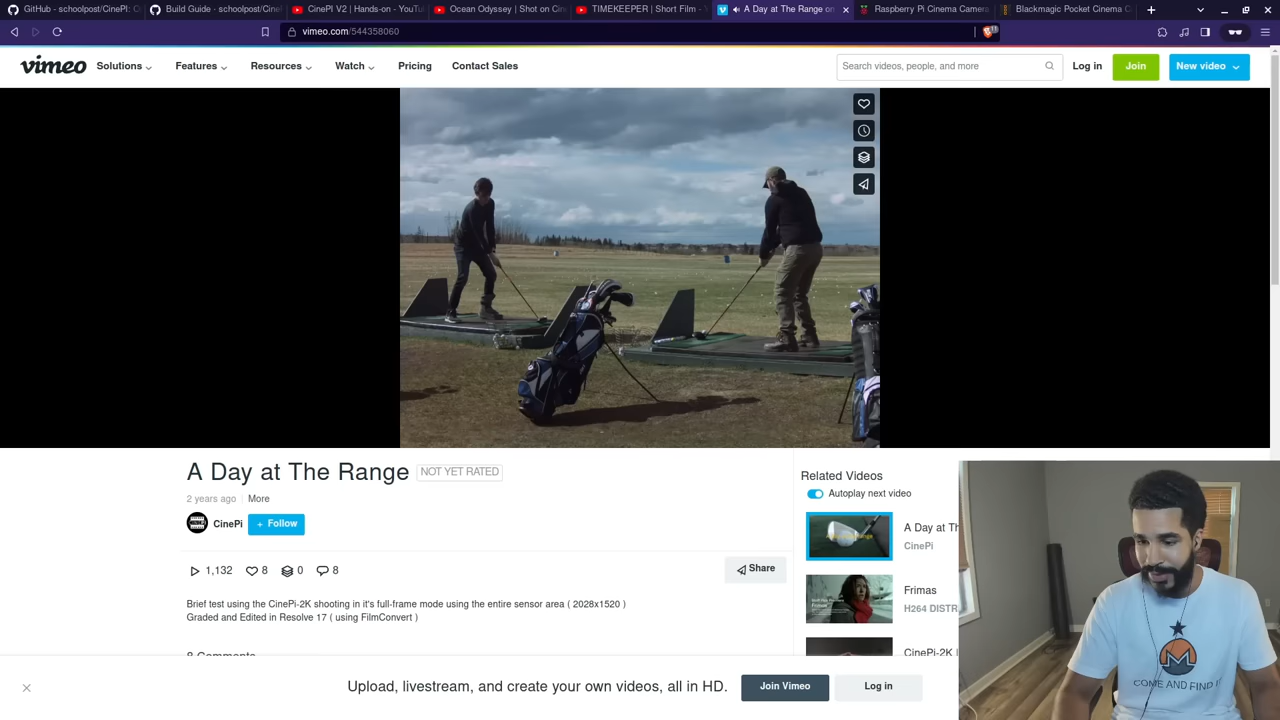 GitHub - schoolpost/CinePI: O
Build Guide - schoolpost/CineP
CinePI V2 | Hands-on - YouTu
Ocean Odyssey | Shot on Cine
TIMEKEEPER | Short Film - Y
A Day at The Range on
Raspberry Pi Cinema Camera
Blackmagic Pocket Cinema C
vimeo.com/544358060
vimeo
Solutions
Features
Resources
Watch
Pricing
Contact Sales
Search videos, people, and more
Log in
Join
New video
A Day at The Range
NOT YET RATED
2 years ago
More
CinePi
+ Follow
1,132
8
0
8
Share
Brief test using the CinePi-2K shooting in it's full-frame mode using the entire sensor area ( 2028x1520 )
Graded and Edited in Resolve 17 ( using FilmConvert )
8 Comments
Related Videos
Autoplay next video
A Day at Th
CinePi
Frimas
H264 DISTR
CinePi-2K |
Upload, livestream, and create your own videos, all in HD.
Join Vimeo
Log in
COME AND FIND I